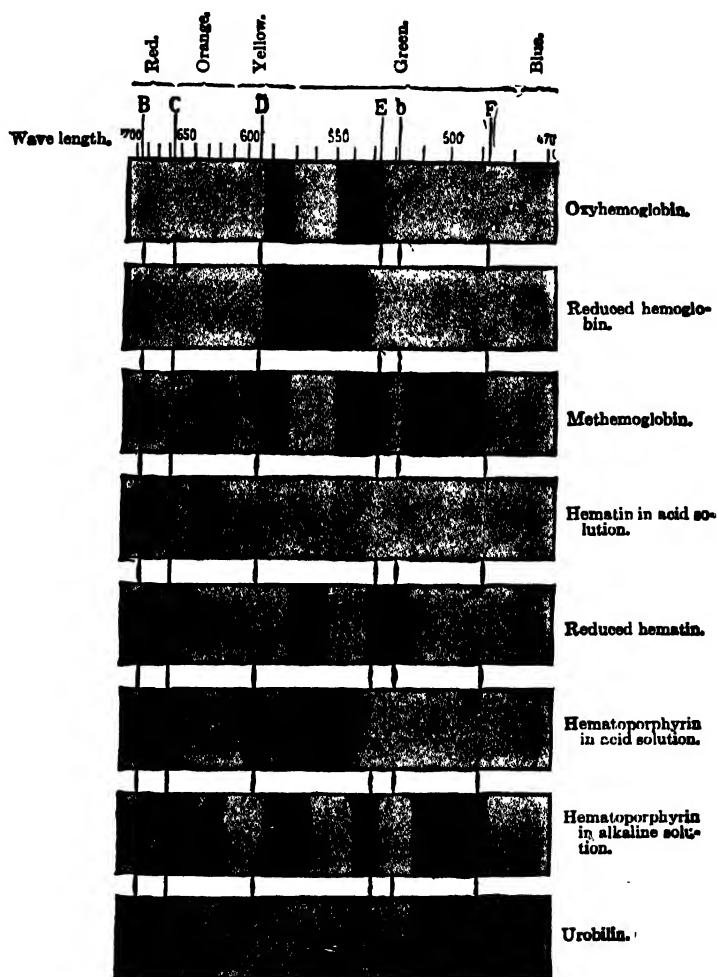 Red.
Orange.
Yellow.
Green.
Blue.
B C D E b F
Wave length. 700 650 600 550 500 470
Oxyhemoglobin.
Reduced hemoglo-
bin.
Methemoglobin.
Hematin in acid so-
lution.
Reduced hematin.
Hematoporphyrin
in acid solution.
Hematoporphyrin
in alkaline solu-
tion.
Urobilin.